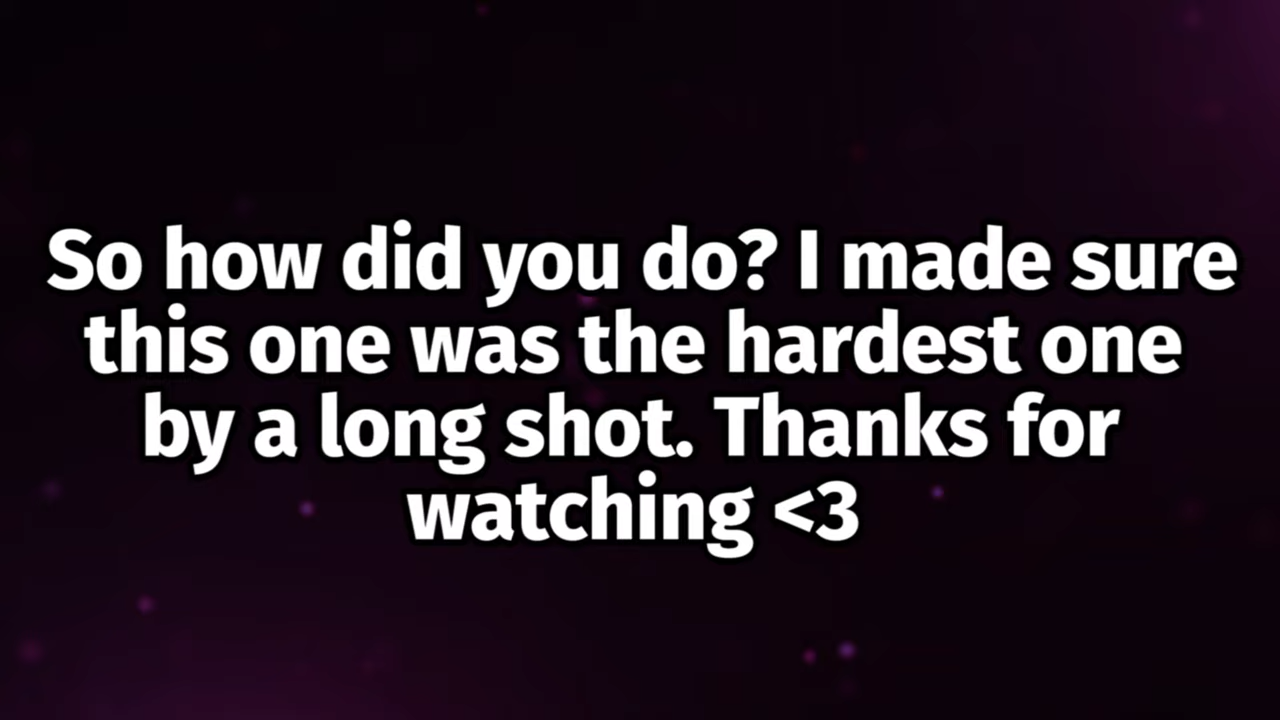 So how did you do? I made sure
this one was the hardest one
by a long shot. Thanks for
watching <3